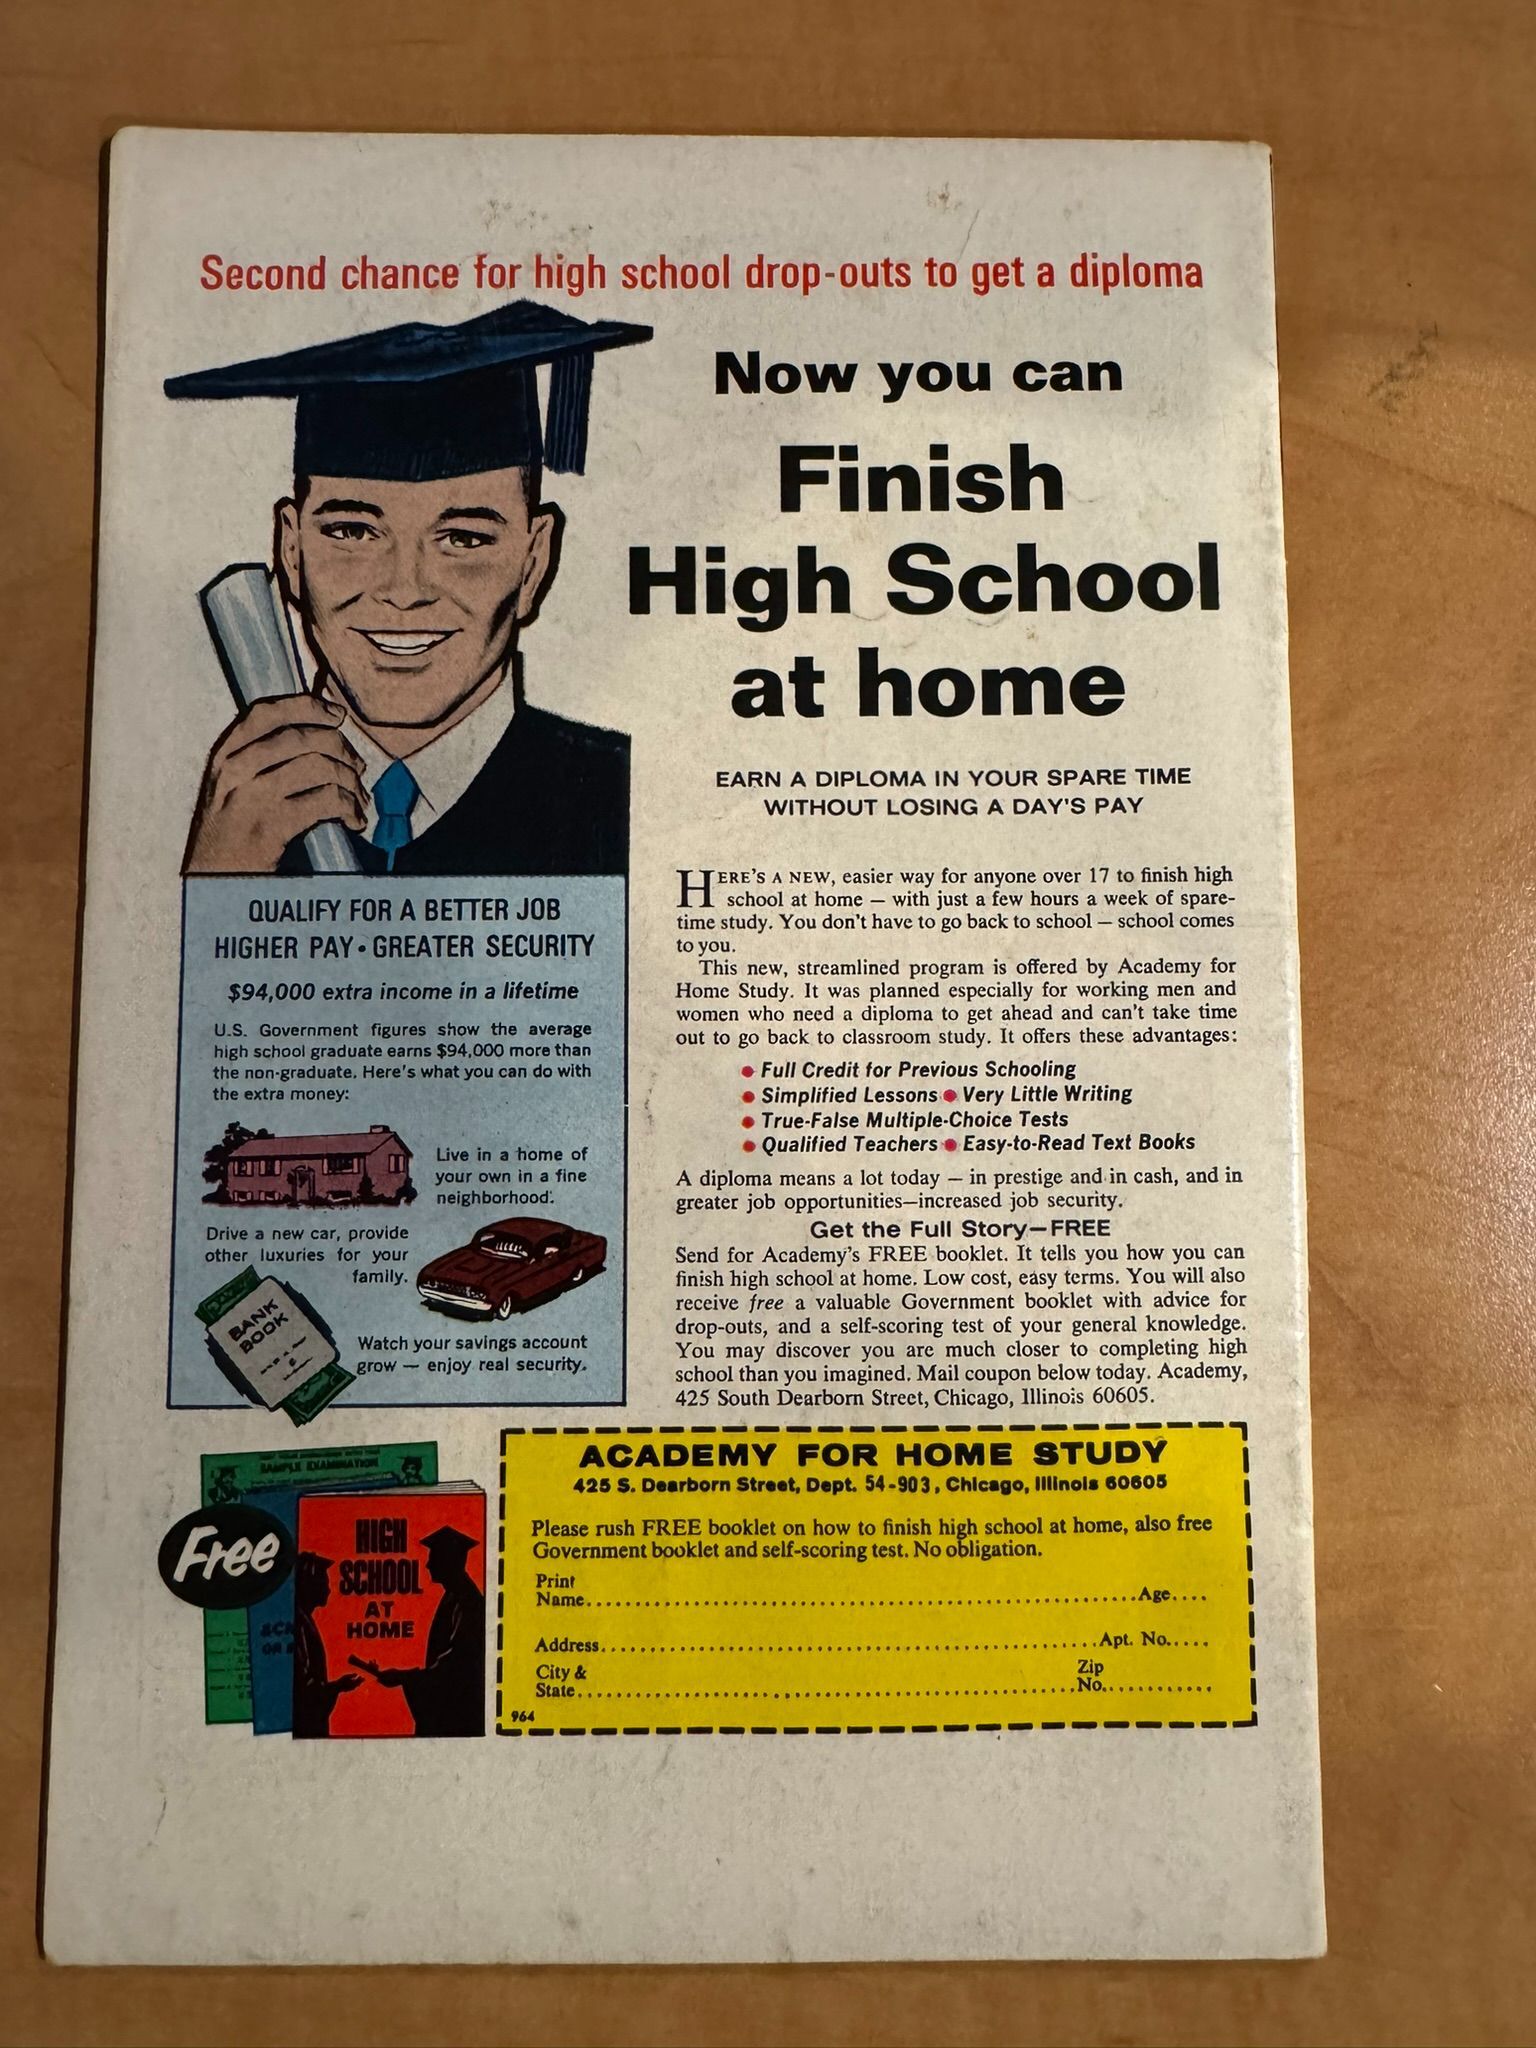 Second chance for high school drop-outs to get a diploma
Now you can
Finish
High School
at home
EARN A DIPLOMA IN YOUR SPARE TIME
WITHOUT LOSING A DAY'S PAY
HERE'S A NEW, easier way for anyone over 17 to finish high
school at home — with just a few hours a week of spare-
time study. You don't have to go back to school — school comes
to you.
This new, streamlined program is offered by Academy for
Home Study. It was planned especially for working men and
women who need a diploma to get ahead and can't take time
out to go back to classroom study. It offers these advantages:
• Full Credit for Previous Schooling
• Simplified Lessons • Very Little Writing
• True-False Multiple-Choice Tests
• Qualified Teachers • Easy-to-Read Text Books
A diploma means a lot today — in prestige and in cash, and in
greater job opportunities—increased job security.
Get the Full Story—FREE
Send for Academy's FREE booklet. It tells you how you can
finish high school at home. Low cost, easy terms. You will also
receive free a valuable Government booklet with advice for
drop-outs, and a self-scoring test of your general knowledge.
You may discover you are much closer to completing high
school than you imagined. Mail coupon below today. Academy,
425 South Dearborn Street, Chicago, Illinois 60605.
QUALIFY FOR A BETTER JOB
HIGHER PAY • GREATER SECURITY
$94,000 extra income in a lifetime
U.S. Government figures show the average
high school graduate earns $94,000 more than
the non-graduate. Here's what you can do with
the extra money:
Live in a home of
your own in a fine
neighborhood.
Drive a new car, provide
other luxuries for your
family.
BANK
BOOK
Watch your savings account
grow — enjoy real security.
SAMPLE EXAMINATION
Free
HIGH
SCHOOL
AT
HOME
ACADEMY FOR HOME STUDY
425 S. Dearborn Street, Dept. 54-903, Chicago, Illinois 60605
Please rush FREE booklet on how to finish high school at home, also free
Government booklet and self-scoring test. No obligation.
Print
Name........ Age....
Address........ Apt. No.....
City & Zip
State........ No............
964